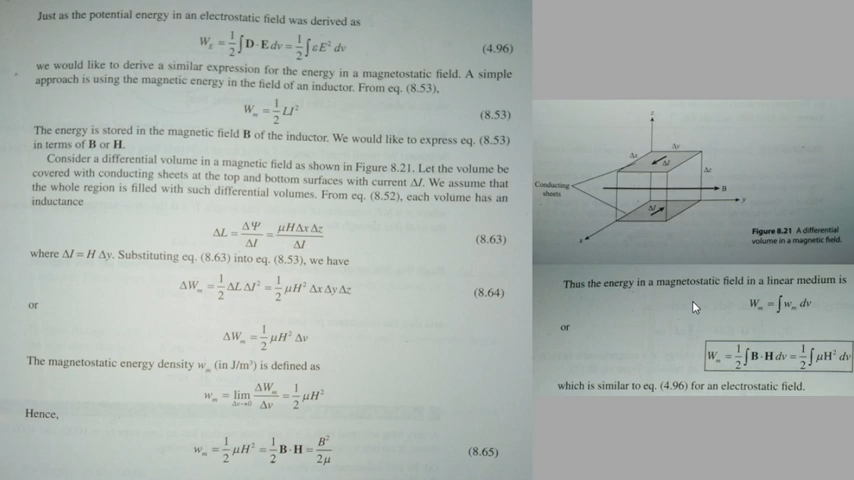 Just as the potential energy in an electrostatic field was derived as
W_E = 1/2 ∫ D · E dv = 1/2 ∫ εE² dv (4.96)
we would like to derive a similar expression for the energy in a magnetostatic field. A simple
approach is using the magnetic energy in the field of an inductor. From eq. (8.53),
W_m = 1/2 LI² (8.53)
The energy is stored in the magnetic field B of the inductor. We would like to express eq. (8.53)
in terms of B or H.
Consider a differential volume in a magnetic field as shown in Figure 8.21. Let the volume be
covered with conducting sheets at the top and bottom surfaces with current ΔI. We assume that
the whole region is filled with such differential volumes. From eq. (8.52), each volume has an
inductance
ΔL = ΔΨ/ΔI = μH Δx Δz/ΔI (8.63)
where ΔI = H Δy. Substituting eq. (8.63) into eq. (8.53), we have
ΔW_m = 1/2 ΔL ΔI² = 1/2 μH² Δx Δy Δz (8.64)
or
ΔW_m = 1/2 μH² Δv
The magnetostatic energy density w_m (in J/m³) is defined as
w_m = lim Δv→0 ΔW_m/Δv = 1/2 μH²
Hence,
w_m = 1/2 μH² = 1/2 B · H = B²/2μ (8.65)
z
Δx
Δy
ΔI
Δz
Conducting
sheets
B
y
ΔI
x
Figure 8.21 A differential
volume in a magnetic field.
Thus the energy in a magnetostatic field in a linear medium is
W_m = ∫ w_m dv
or
W_m = 1/2 ∫ B · H dv = 1/2 ∫ μH² dv
which is similar to eq. (4.96) for an electrostatic field.